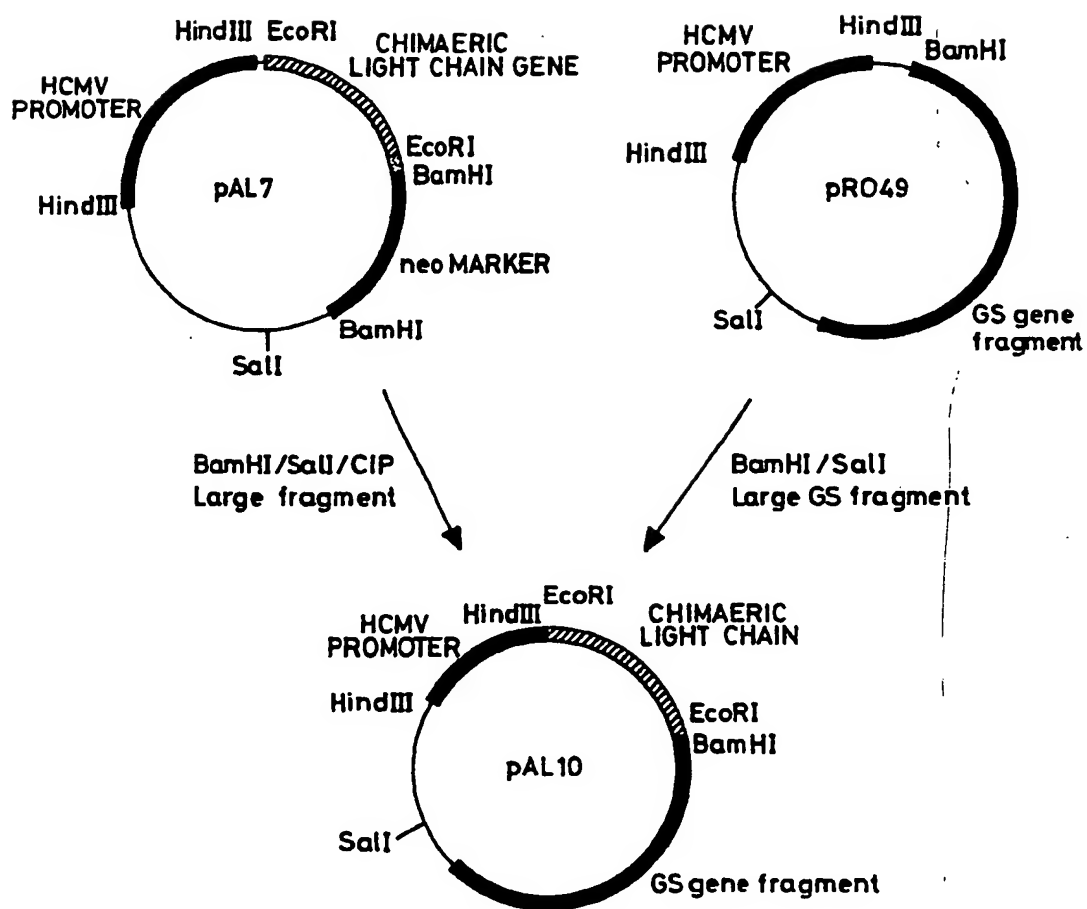 HindIII EcoRI
CHIMAERIC
LIGHT CHAIN GENE
HCMV
PROMOTER
EcoRI
BamHI
HindIII
pAL7
neo MARKER
BamHI
SalI
HCMV
PROMOTER
HindIII
BamHI
HindIII
pRO49
SalI
GS gene
fragment
BamHI/SalI/CIP
Large fragment
BamHI/SalI
Large GS fragment
HCMV
PROMOTER
HindIII
EcoRI
CHIMAERIC
LIGHT CHAIN
HindIII
EcoRI
BamHI
pAL10
SalI
GS gene fragment